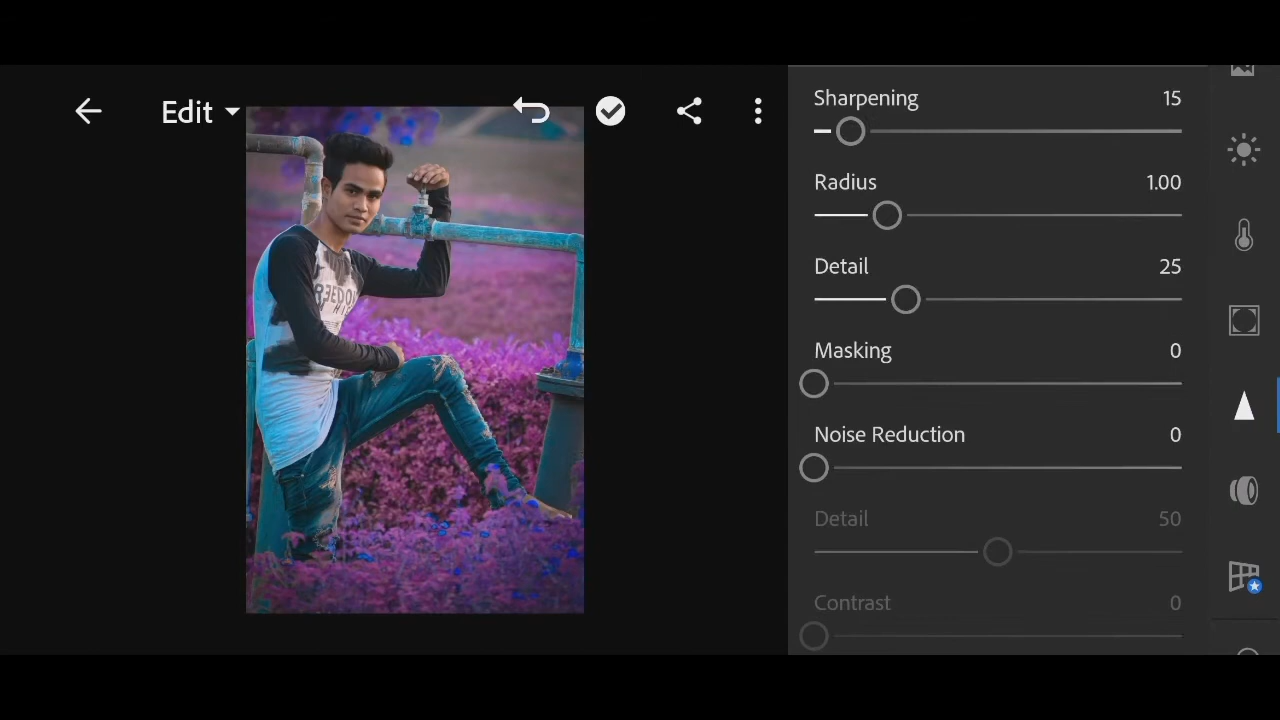 Edit
Sharpening 15
Radius 1.00
Detail 25
Masking 0
Noise Reduction 0
Detail 50
Contrast 0